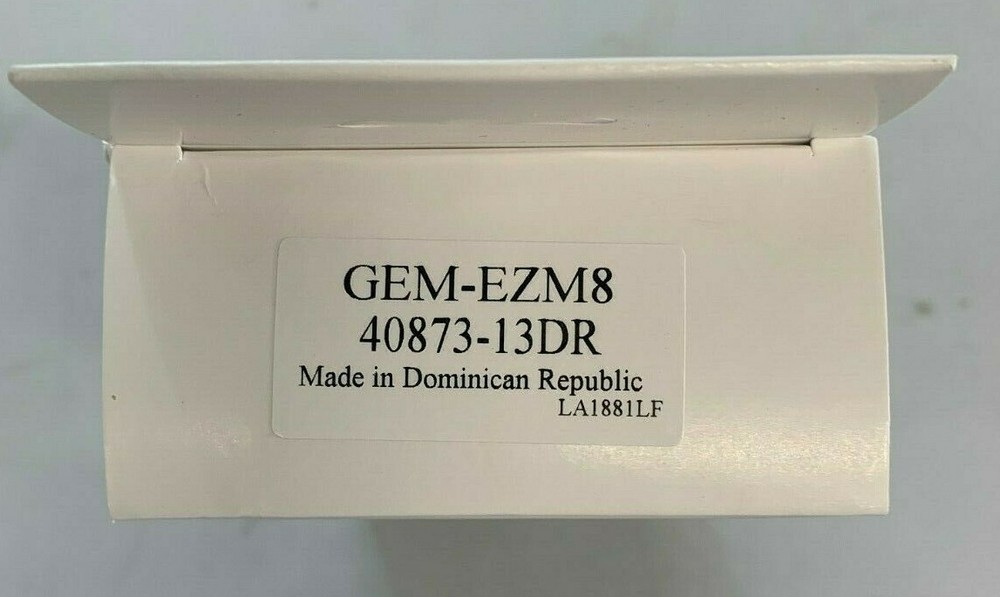 GEM-EZM8
40873-13DR
Made in Dominican Republic
LA1881LF